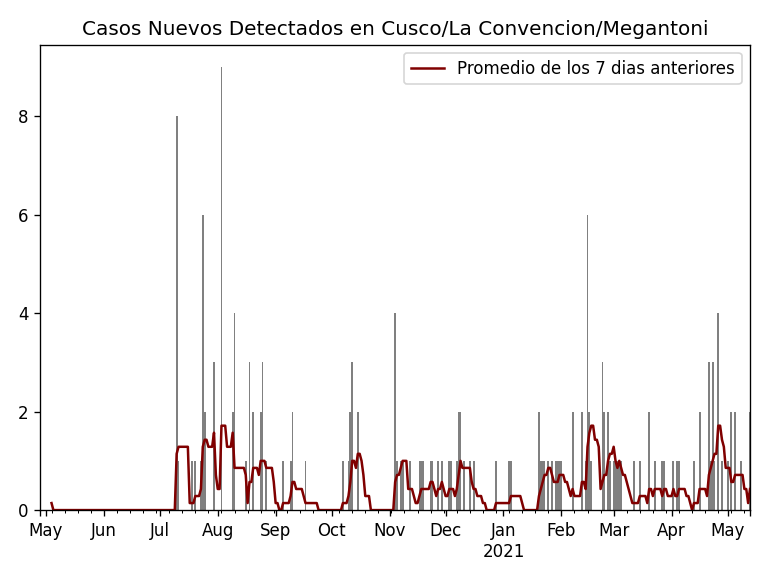 Casos Nuevos Detectados en Cusco/La Convencion/Megantoni
Promedio de los 7 dias anteriores
8
6
4
2
0
May Jun Jul Aug Sep Oct Nov Dec Jan Feb Mar Apr May
2021